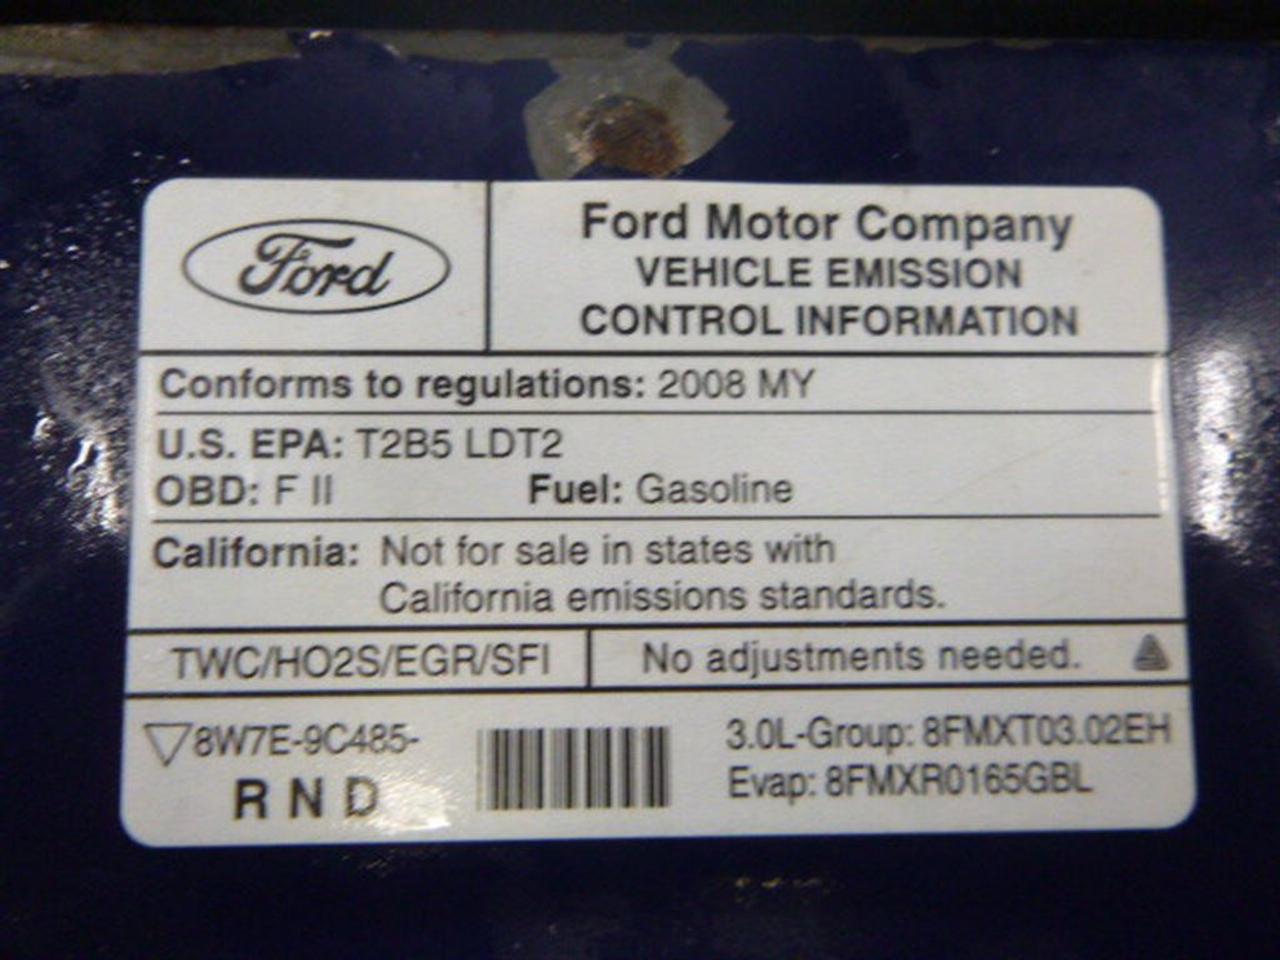 Ford
Ford Motor Company
VEHICLE EMISSION
CONTROL INFORMATION
Conforms to regulations: 2008 MY
U.S. EPA: T2B5 LDT2
OBD: F II Fuel: Gasoline
California: Not for sale in states with
California emissions standards.
TWC/HO2S/EGR/SFI
No adjustments needed.
8W7E-9C485-
R N D
3.0L-Group: 8FMXT03.02EH
Evap: 8FMXR0165GBL